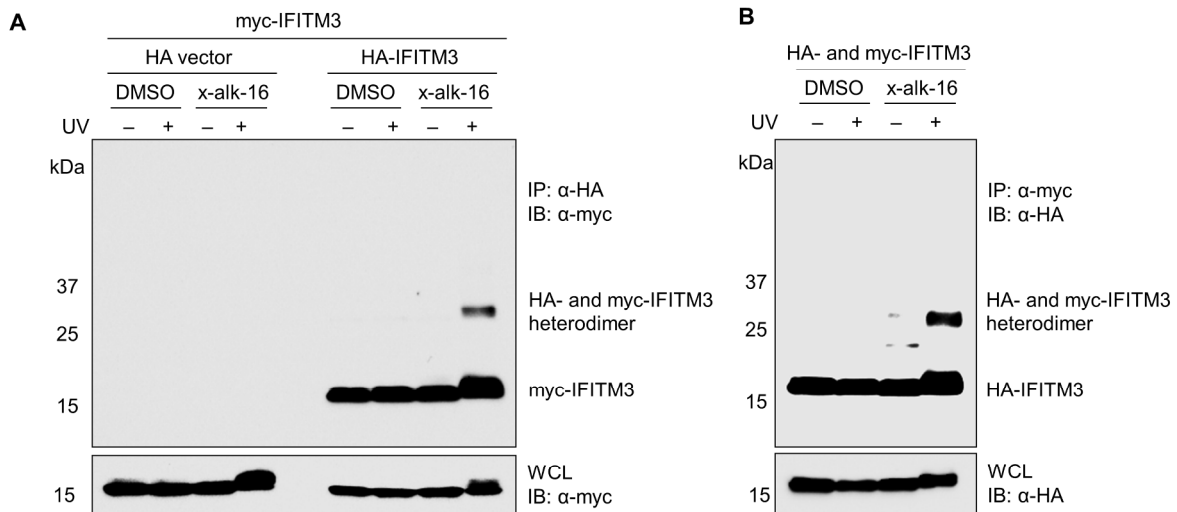 A
myc-IFITM3
HA vector HA-IFITM3
DMSO x-alk-16 DMSO x-alk-16
UV – + – + – + – +
kDa
IP: α-HA
IB: α-myc
37
HA- and myc-IFITM3
heterodimer
25
myc-IFITM3
15
WCL
IB: α-myc
15
B
HA- and myc-IFITM3
DMSO x-alk-16
UV – + – +
kDa
IP: α-myc
IB: α-HA
37
HA- and myc-IFITM3
heterodimer
25
HA-IFITM3
15
WCL
IB: α-HA
15